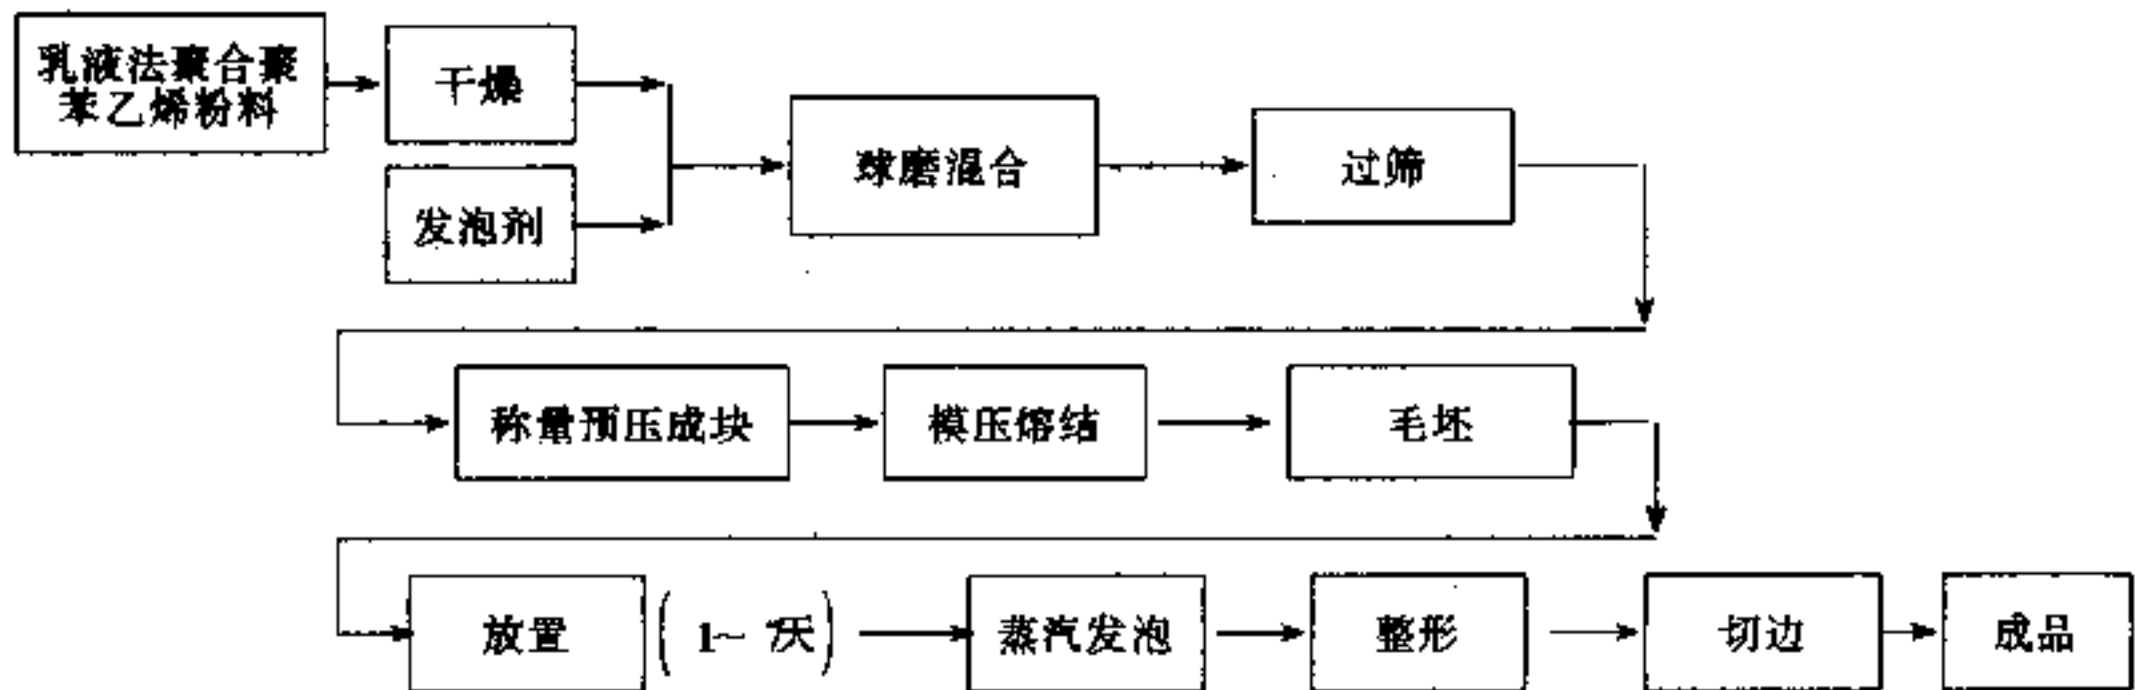 乳液法聚合聚
苯乙烯粉料
干燥
发泡剂
球磨混合
过筛
称量预压成块
模压熔结
毛坯
放置
(1~7天)
蒸汽发泡
整形
切边
成品